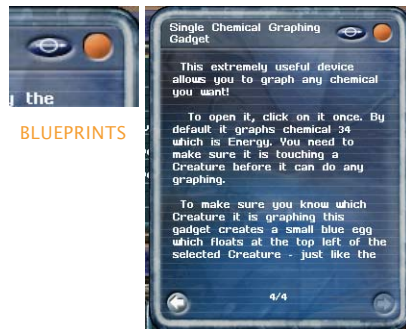 y the
BLUEPRINTS
Single Chemical Graphing
Gadget
This extremely useful device
allows you to graph any chemical
you want!
To open it, click on it once. By
default it graphs chemical 34
which is Energy. You need to
make sure it is touching a
Creature before it can do any
graphing.
To make sure you know which
Creature it is graphing this
gadget creates a small blue egg
which floats at the top left of the
selected Creature - just like the
4/4